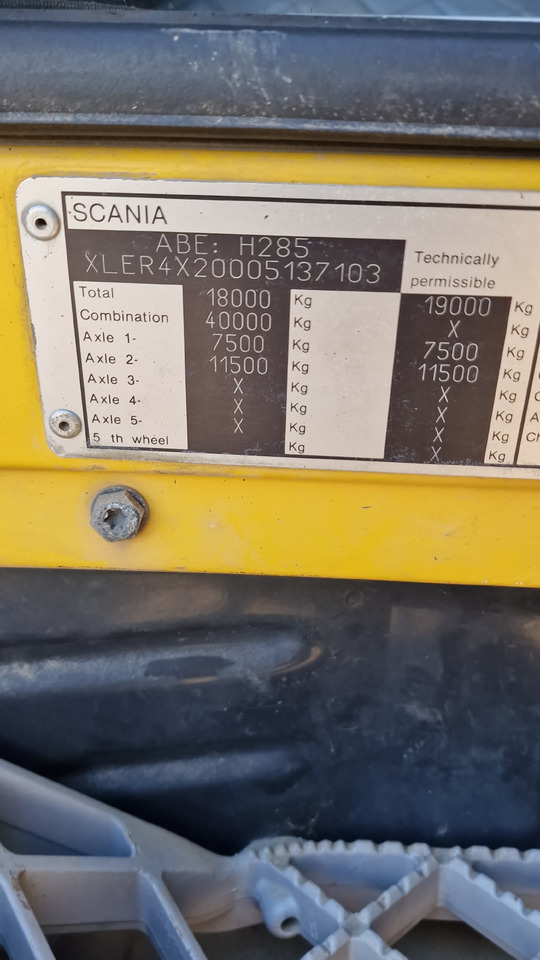 SCANIA
ABE: H285
XLER4X20005137103
Technically
permissible
Total 18000 Kg 19000 Kg
Combination 40000 Kg X Kg
Axle 1- 7500 Kg 7500 Kg
Axle 2- 11500 Kg 11500 Kg
Axle 3- X Kg X Kg
Axle 4- X Kg X Kg
Axle 5- X Kg X Kg
5 th wheel Kg X Kg